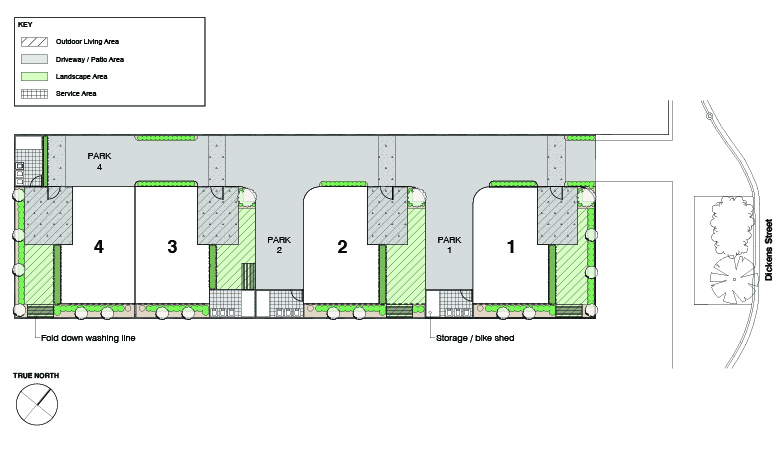 KEY
Outdoor Living Area
Driveway / Patio Area
Landscape Area
Service Area
PARK
4
4
3
PARK
2
2
PARK
1
1
Dickens Street
Fold down washing line
Storage / bike shed
TRUE NORTH